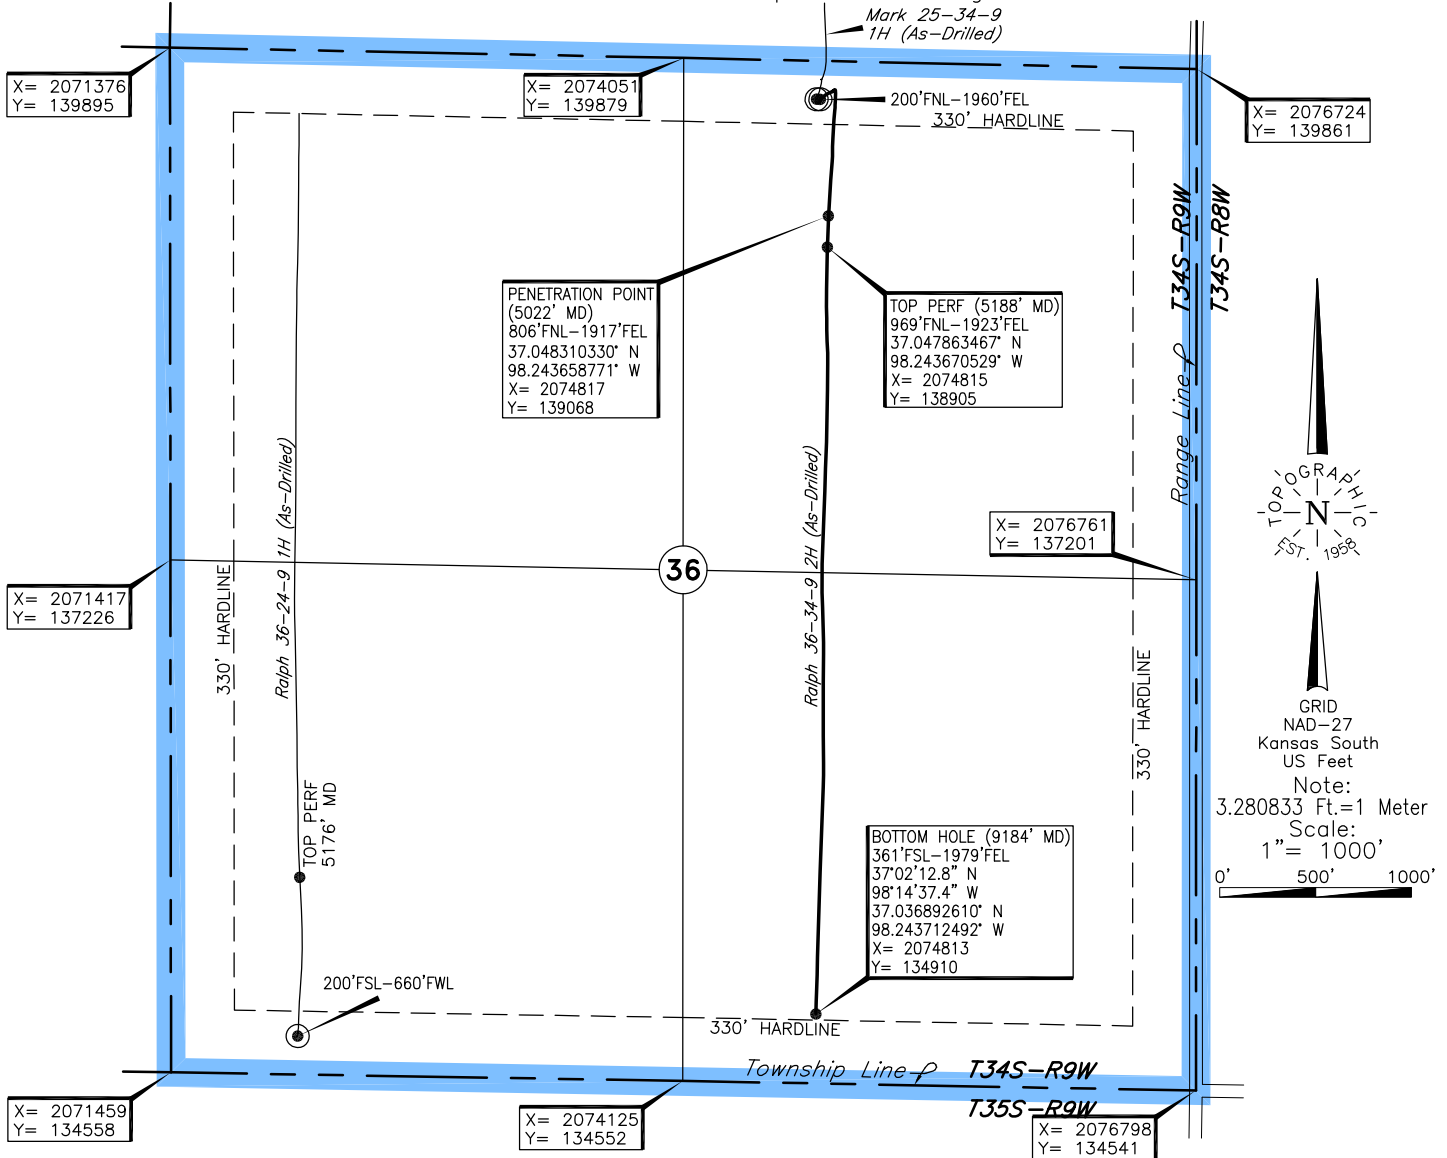 Mark 25-34-9
1H (As-Drilled)
X= 2071376
Y= 139895
X= 2074051
Y= 139879
200'FNL-1960'FEL
330' HARDLINE
X= 2076724
Y= 139861
T34S-R9W
T34S-R8W
PENETRATION POINT
(5022' MD)
806'FNL-1917'FEL
37.048310330° N
98.243658771° W
X= 2074817
Y= 139068
TOP PERF (5188' MD)
969'FNL-1923'FEL
37.047863467° N
98.243670529° W
X= 2074815
Y= 138905
Range Line
Ralph 36-24-9 1H (As-Drilled)
Ralph 36-34-9 2H (As-Drilled)
TOPOGRAPHIC
N
EST. 1958
X= 2076761
Y= 137201
36
X= 2071417
Y= 137226
330' HARDLINE
330' HARDLINE
GRID
NAD-27
Kansas South
US Feet
Note:
3.280833 Ft.=1 Meter
Scale:
1"= 1000'
0' 500' 1000'
TOP PERF
5176' MD
BOTTOM HOLE (9184' MD)
361'FSL-1979'FEL
37°02'12.8" N
98°14'37.4" W
37.036892610° N
98.243712492° W
X= 2074813
Y= 134910
200'FSL-660'FWL
330' HARDLINE
Township Line
T34S-R9W
T35S-R9W
X= 2071459
Y= 134558
X= 2074125
Y= 134552
X= 2076798
Y= 134541